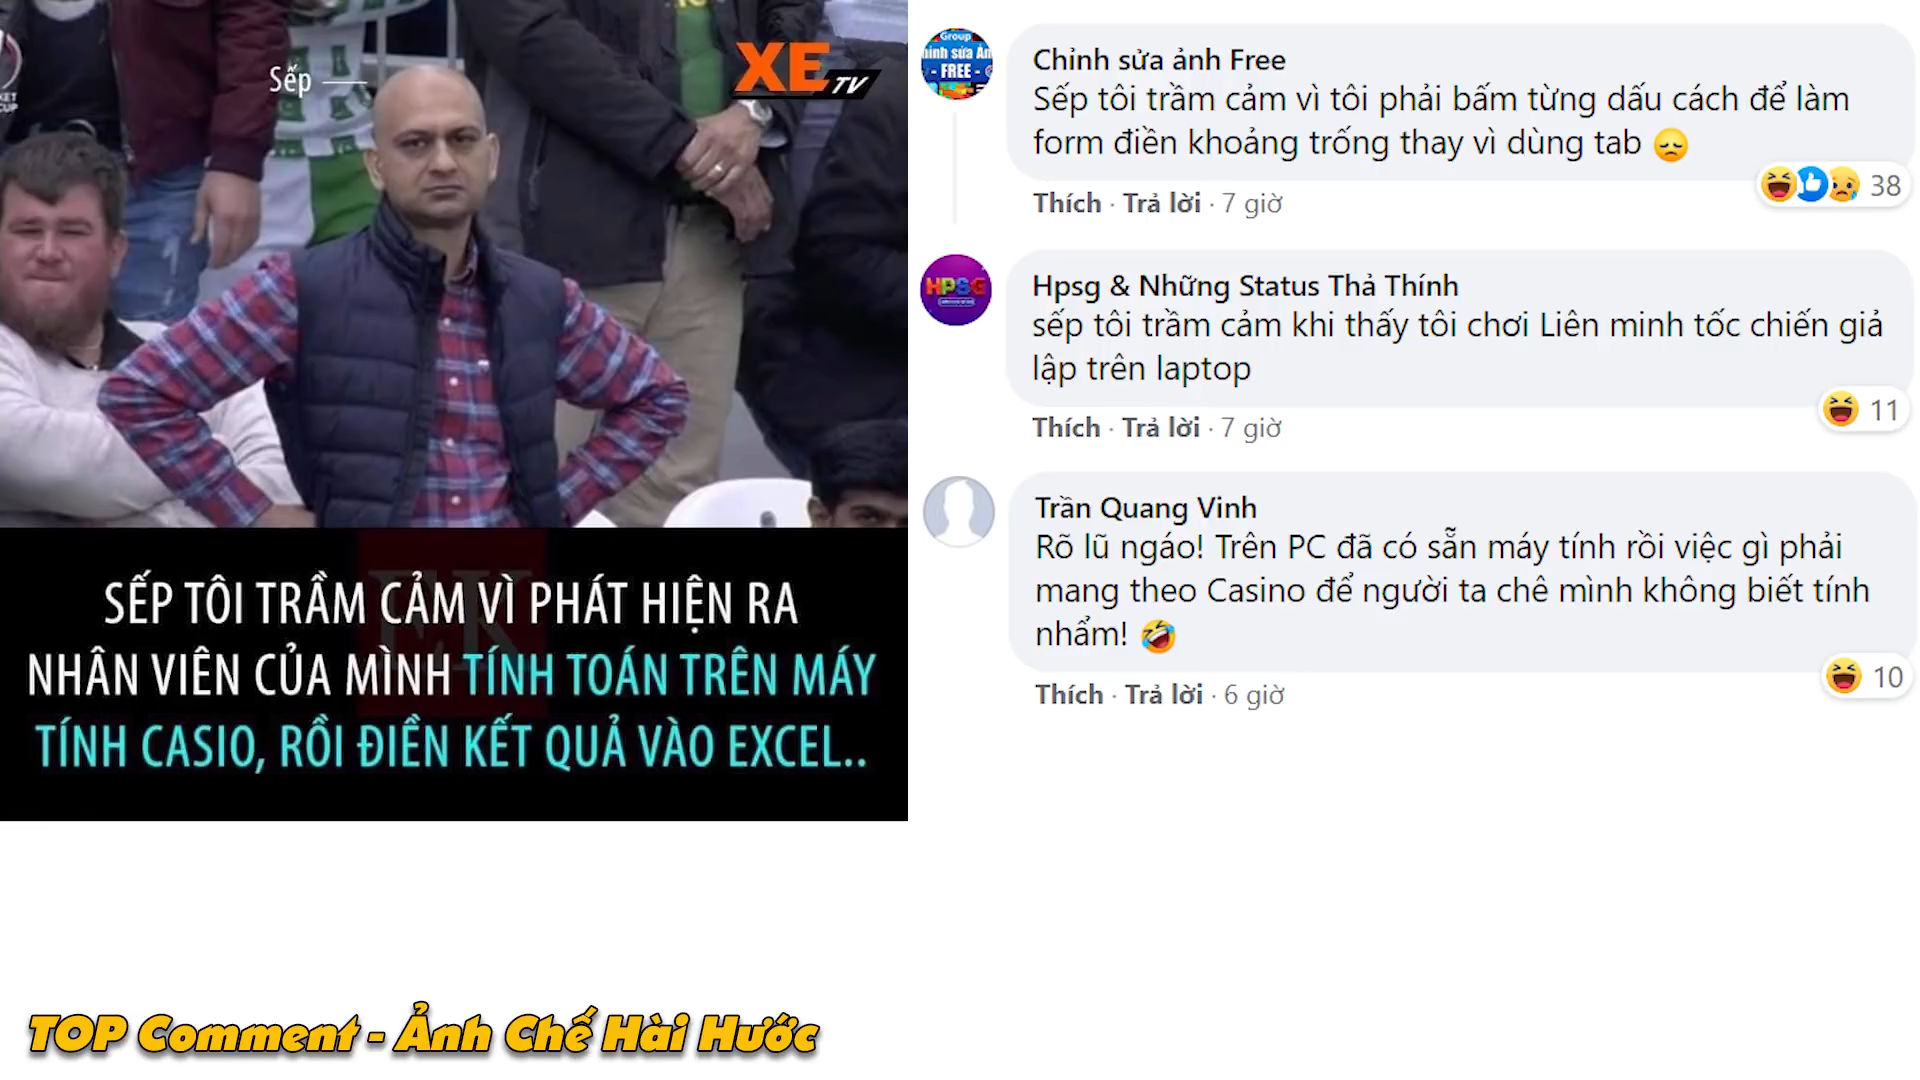 Sếp
XE TV
SẾP TÔI TRẦM CẢM VÌ PHÁT HIỆN RA
NHÂN VIÊN CỦA MÌNH TÍNH TOÁN TRÊN MÁY
TÍNH CASIO, RỒI ĐIỀN KẾT QUẢ VÀO EXCEL..
Group
- FREE -
Chỉnh sửa ảnh Free
Sếp tôi trầm cảm vì tôi phải bấm từng dấu cách để làm
form điền khoảng trống thay vì dùng tab 😞
38
Thích · Trả lời · 7 giờ
HPSG
Hpsg & Những Status Thả Thính
sếp tôi trầm cảm khi thấy tôi chơi Liên minh tốc chiến giả
lập trên laptop
11
Thích · Trả lời · 7 giờ
Trần Quang Vinh
Rõ lũ ngáo! Trên PC đã có sẵn máy tính rồi việc gì phải
mang theo Casino để người ta chê mình không biết tính
nhẩm! 🤣
10
Thích · Trả lời · 6 giờ
TOP Comment - Ảnh Chế Hài Hước